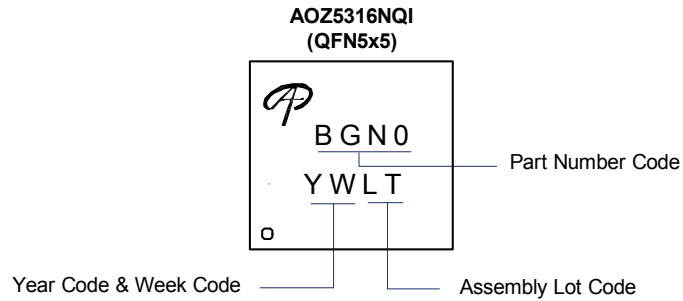 AOZ5316NQI
(QFN5x5)
BGN0
Part Number Code
YWLT
Year Code & Week Code
Assembly Lot Code